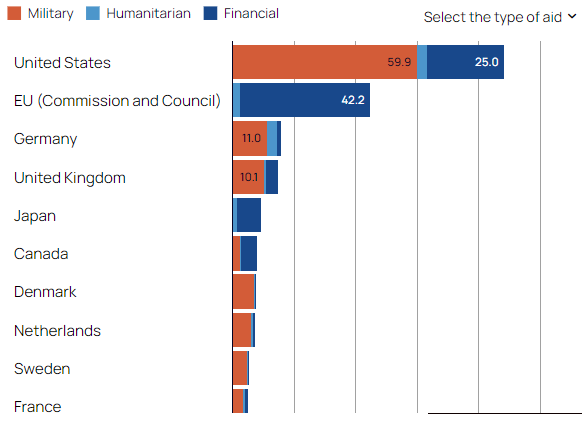 Military Humanitarian Financial Select the type of aid
United States 59.9 25.0
EU (Commission and Council) 42.2
Germany 11.0
United Kingdom 10.1
Japan
Canada
Denmark
Netherlands
Sweden
France